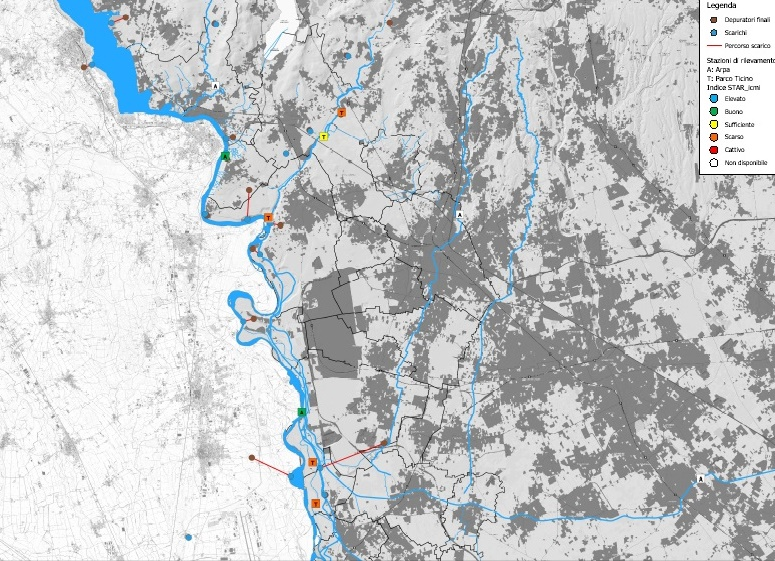 Legenda
Depuratori finali
Scarichi
Percorso scarico
Stazioni di rilevamento
A: Arpa
T: Parco Ticino
Indice STAR_icmi
Elevato
Buono
Sufficiente
Scarso
Cattivo
Non disponibile
A
T
T
A
T
A
A
T
A
T